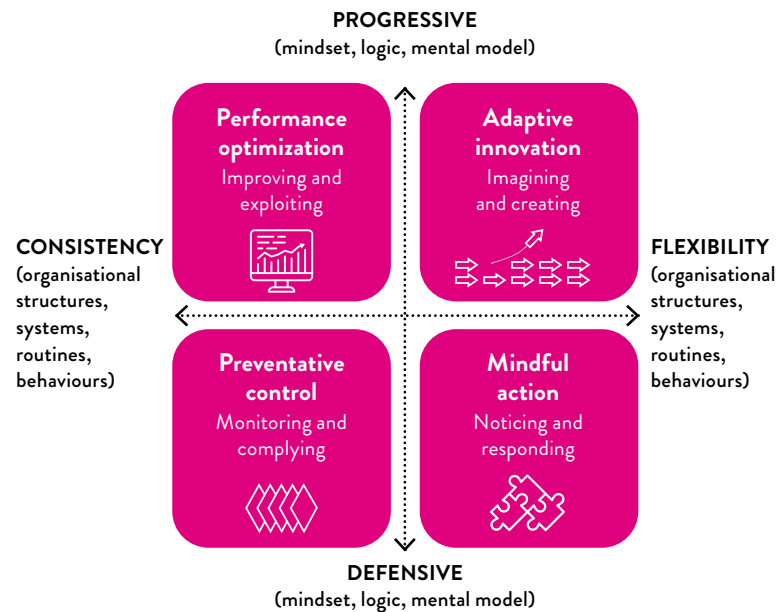 PROGRESSIVE
(mindset, logic, mental model)
Performance
optimization
Improving and
exploiting
Adaptive
innovation
Imagining
and creating
CONSISTENCY
(organisational
structures,
systems,
routines,
behaviours)
FLEXIBILITY
(organisational
structures,
systems,
routines,
behaviours)
Preventative
control
Monitoring and
complying
Mindful
action
Noticing and
responding
DEFENSIVE
(mindset, logic, mental model)